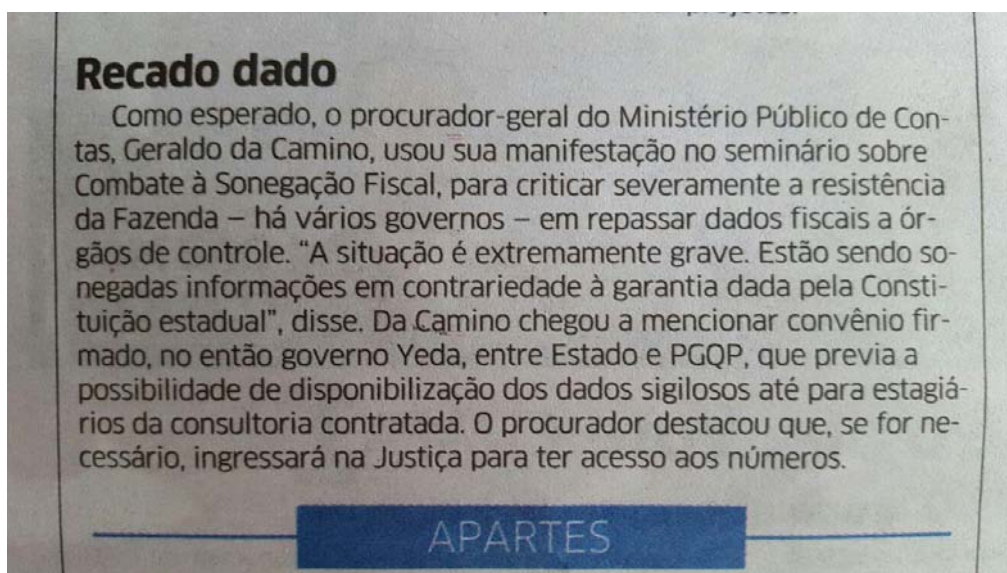 Recado dado
Como esperado, o procurador-geral do Ministério Público de Con-
tas, Geraldo da Camino, usou sua manifestação no seminário sobre
Combate à Sonegação Fiscal, para criticar severamente a resistência
da Fazenda – há vários governos – em repassar dados fiscais a ór-
gãos de controle. “A situação é extremamente grave. Estão sendo so-
negadas informações em contrariedade à garantia dada pela Consti-
tuição estadual”, disse. Da Camino chegou a mencionar convênio fir-
mado, no então governo Yeda, entre Estado e PGQP, que previa a
possibilidade de disponibilização dos dados sigilosos até para estagiá-
rios da consultoria contratada. O procurador destacou que, se for ne-
cessário, ingressará na Justiça para ter acesso aos números.
APARTES